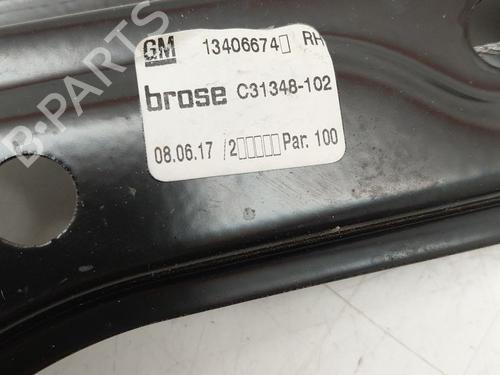 B-PARTS
GM 13406674▯ RH
brose C31348-102
08.06.17 /2▯▯▯▯▯ Par. 100